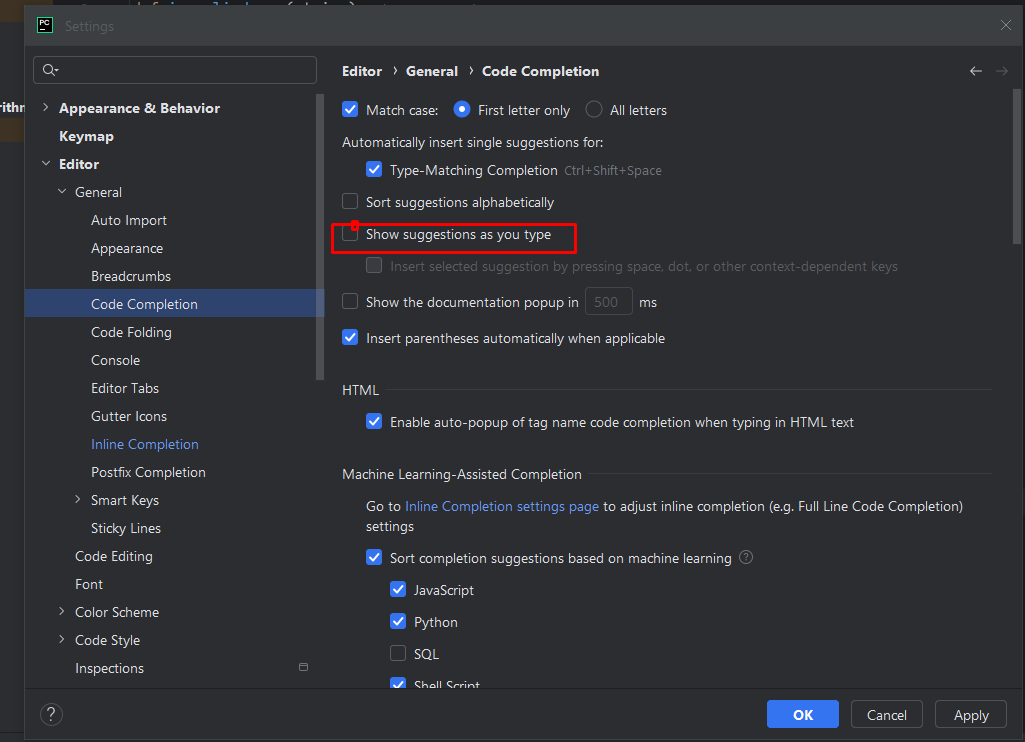 PC
Settings
Editor › General › Code Completion
Appearance & Behavior
Keymap
Editor
General
Auto Import
Appearance
Breadcrumbs
Code Completion
Code Folding
Console
Editor Tabs
Gutter Icons
Inline Completion
Postfix Completion
Smart Keys
Sticky Lines
Code Editing
Font
Color Scheme
Code Style
Inspections
Match case: First letter only All letters
Automatically insert single suggestions for:
Type-Matching Completion Ctrl+Shift+Space
Sort suggestions alphabetically
Show suggestions as you type
Insert selected suggestion by pressing space, dot, or other context-dependent keys
Show the documentation popup in 500 ms
Insert parentheses automatically when applicable
HTML
Enable auto-popup of tag name code completion when typing in HTML text
Machine Learning-Assisted Completion
Go to Inline Completion settings page to adjust inline completion (e.g. Full Line Code Completion)
settings
Sort completion suggestions based on machine learning ?
JavaScript
Python
SQL
Shell Script
? OK Cancel Apply